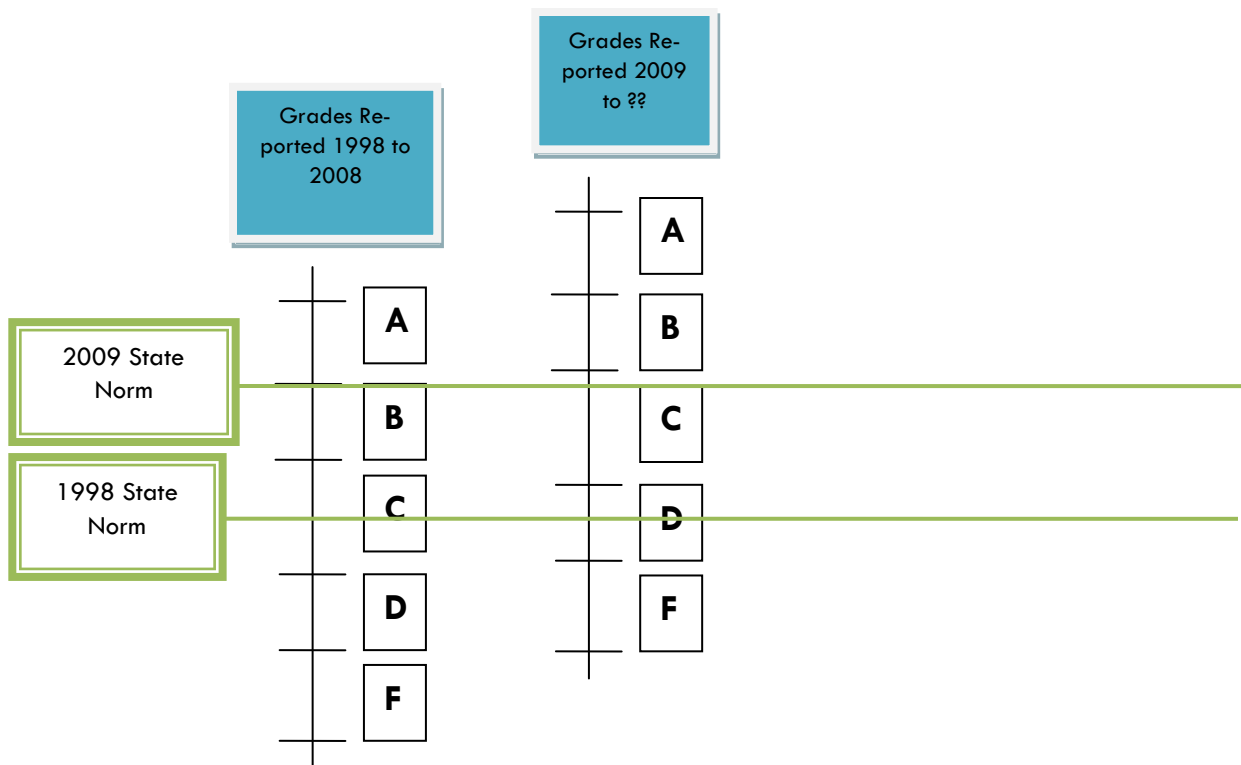 Grades Re-
ported 2009
to ??
Grades Re-
ported 1998 to
2008
A
B
C
D
F
A
B
C
D
F
2009 State
Norm
1998 State
Norm